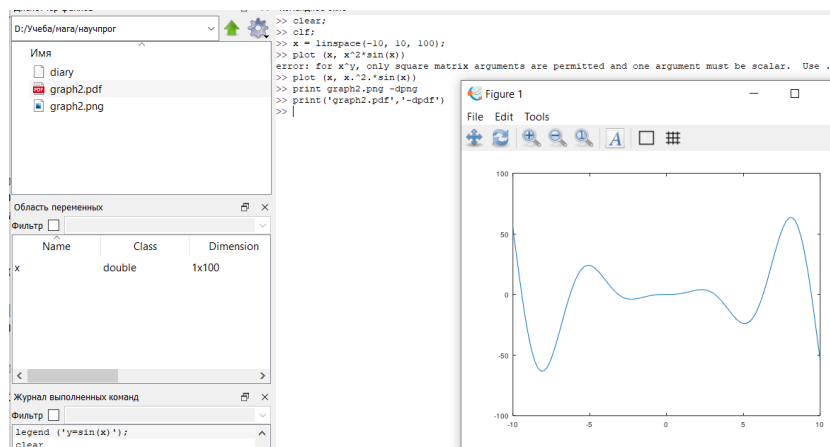 D:/Учеба/мага/научпрог
Имя
diary
graph2.pdf
graph2.png
Область переменных
Фильтр
Name Class Dimension
x double 1x100
Журнал выполненных команд
Фильтр
legend ('y=sin(x)');
clear
>> clear;
>> clf;
>> x = linspace(-10, 10, 100);
>> plot (x, x^2*sin(x))
error: for x^y, only square matrix arguments are permitted and one argument must be scalar. Use .
>> plot (x, x.^2.*sin(x))
>> print graph2.png -dpng
>> print('graph2.pdf','-dpdf')
>>
Figure 1
File Edit Tools
A
100
50
0
-50
-100
-10 -5 0 5 10